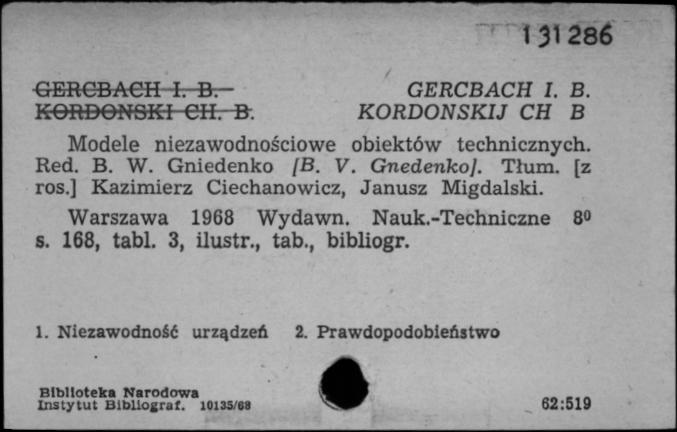 131286
GERCBACH I. B. GERCBACH I. B.
KORDONSKI CH. B. KORDONSKIJ CH B
Modele niezawodnościowe obiektów technicznych.
Red. B. W. Gniedenko [B. V. Gnedenko]. Tłum. [z
ros.] Kazimierz Ciechanowicz, Janusz Migdalski.
Warszawa 1968 Wydawn. Nauk.-Techniczne 8⁰
s. 168, tabl. 3, ilustr., tab., bibliogr.
1. Niezawodność urządzeń 2. Prawdopodobieństwo
Biblioteka Narodowa
Instytut Bibliograf. 10135/68 62:519